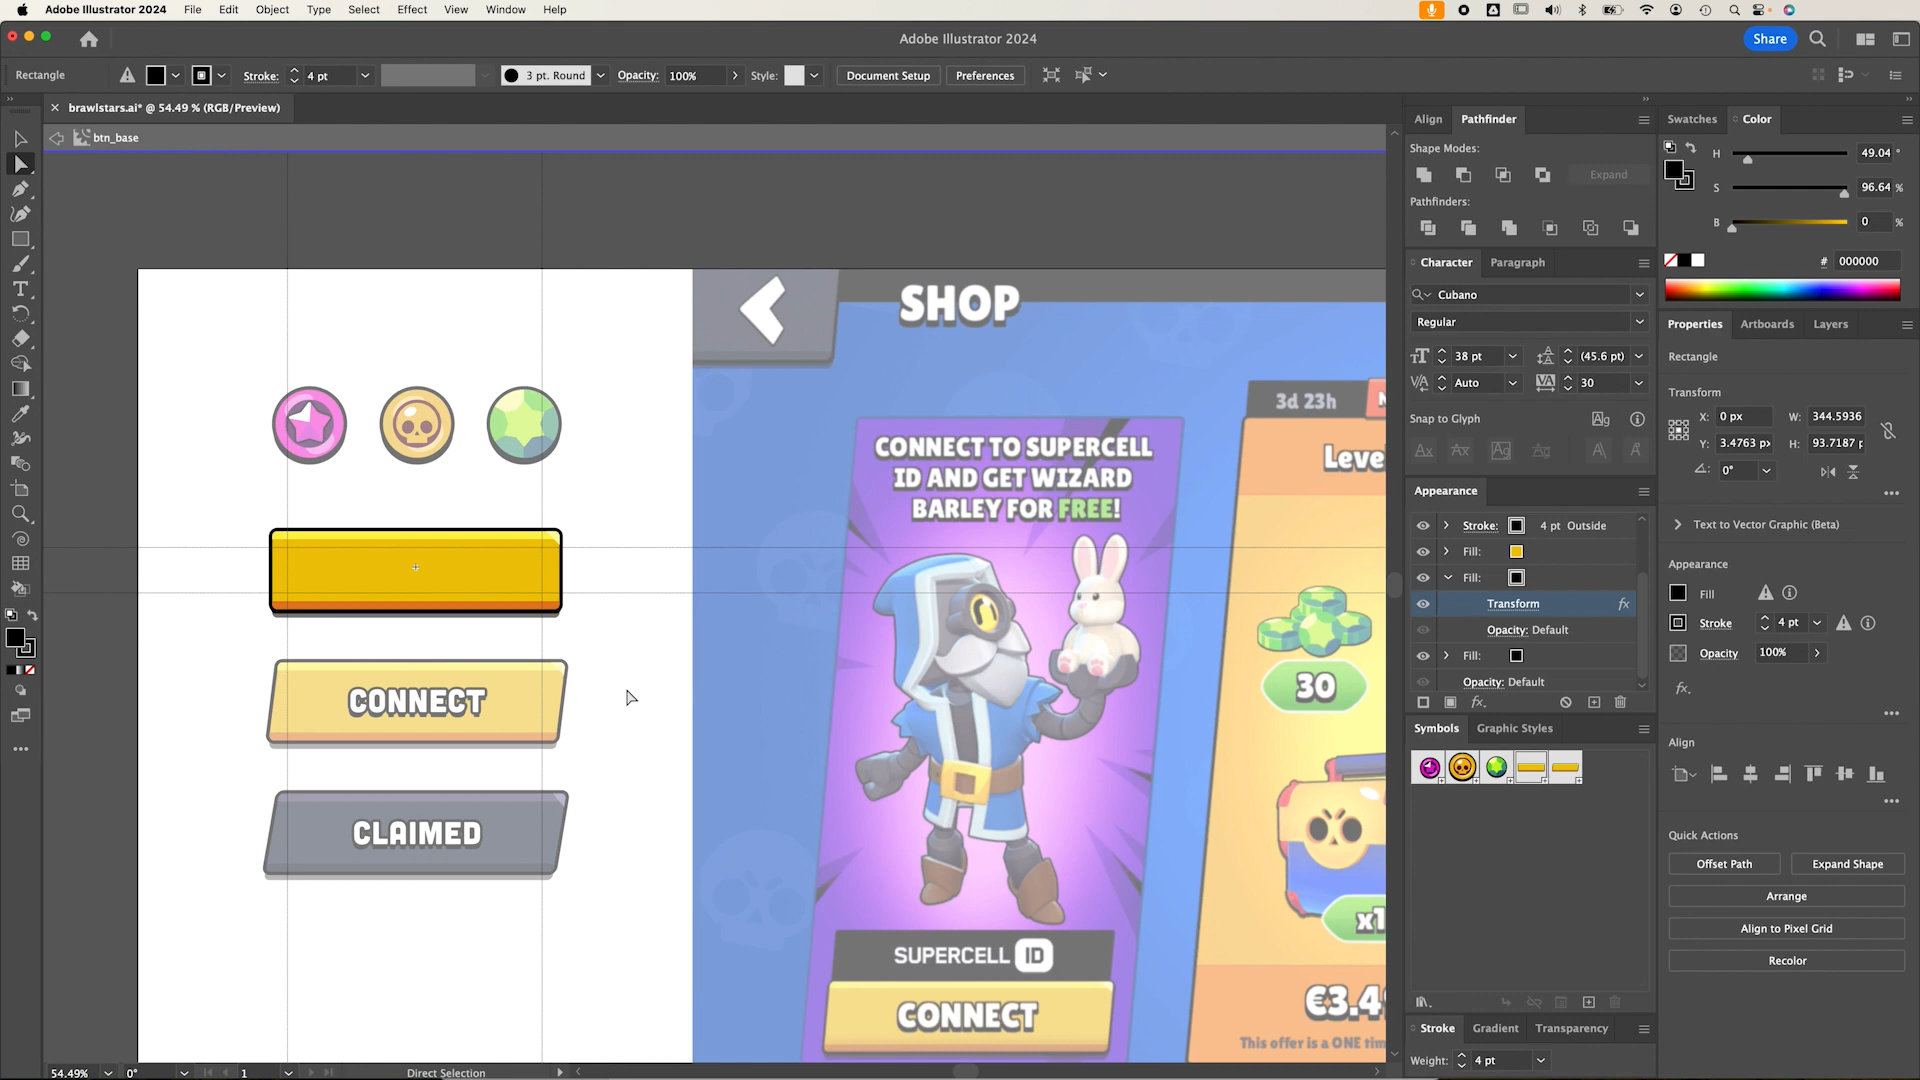 Adobe Illustrator 2024 File Edit Object Type Select Effect View Window Help
Adobe Illustrator 2024
Share
Rectangle
Stroke:
4 pt
3 pt. Round
Opacity:
100%
Style:
Document Setup
Preferences
brawlstars.ai* @ 54.49 % (RGB/Preview)
btn_base
SHOP
3d 23h
CONNECT TO SUPERCELL
ID AND GET WIZARD
BARLEY FOR FREE!
Leve
30
x1
CONNECT
CLAIMED
SUPERCELL ID
CONNECT
€3.4
This offer is a ONE tim
54.49%
0°
1
Direct Selection
Align
Pathfinder
Shape Modes:
Expand
Pathfinders:
Character
Paragraph
Cubano
Regular
38 pt
(45.6 pt)
Auto
30
Snap to Glyph
Appearance
Stroke:
4 pt Outside
Fill:
Fill:
Transform
fx
Opacity: Default
Fill:
Opacity: Default
fx.
Symbols
Graphic Styles
Stroke
Gradient
Transparency
Weight:
4 pt
Swatches
Color
H
49.04
°
S
96.64
%
B
0
%
#
000000
Properties
Artboards
Layers
Rectangle
Transform
X:
0 px
W:
344.5936
Y:
3.4763 px
H:
93.7187 p
0°
Text to Vector Graphic (Beta)
Appearance
Fill
Stroke
4 pt
Opacity
100%
fx.
Align
Quick Actions
Offset Path
Expand Shape
Arrange
Align to Pixel Grid
Recolor